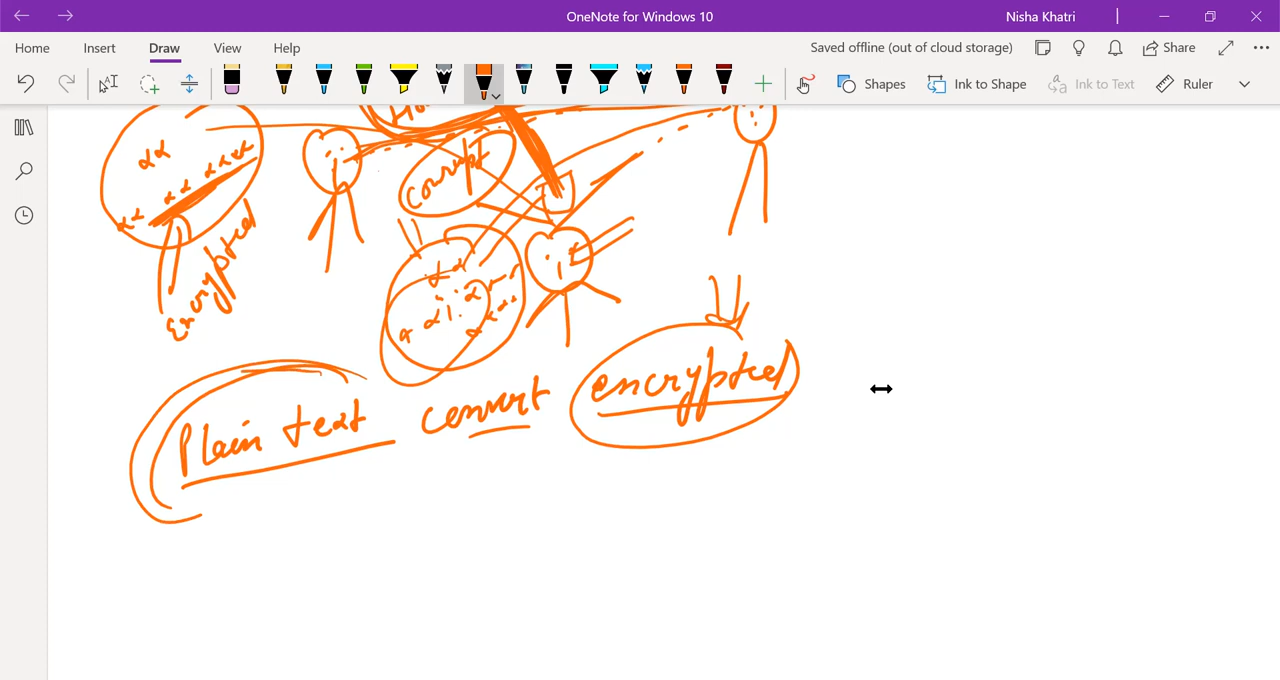 OneNote for Windows 10
Nisha Khatri
Home Insert Draw View Help
Saved offline (out of cloud storage)
Share
Shapes
Ink to Shape
Ink to Text
Ruler
Encrypted
Plain text convert encrypted